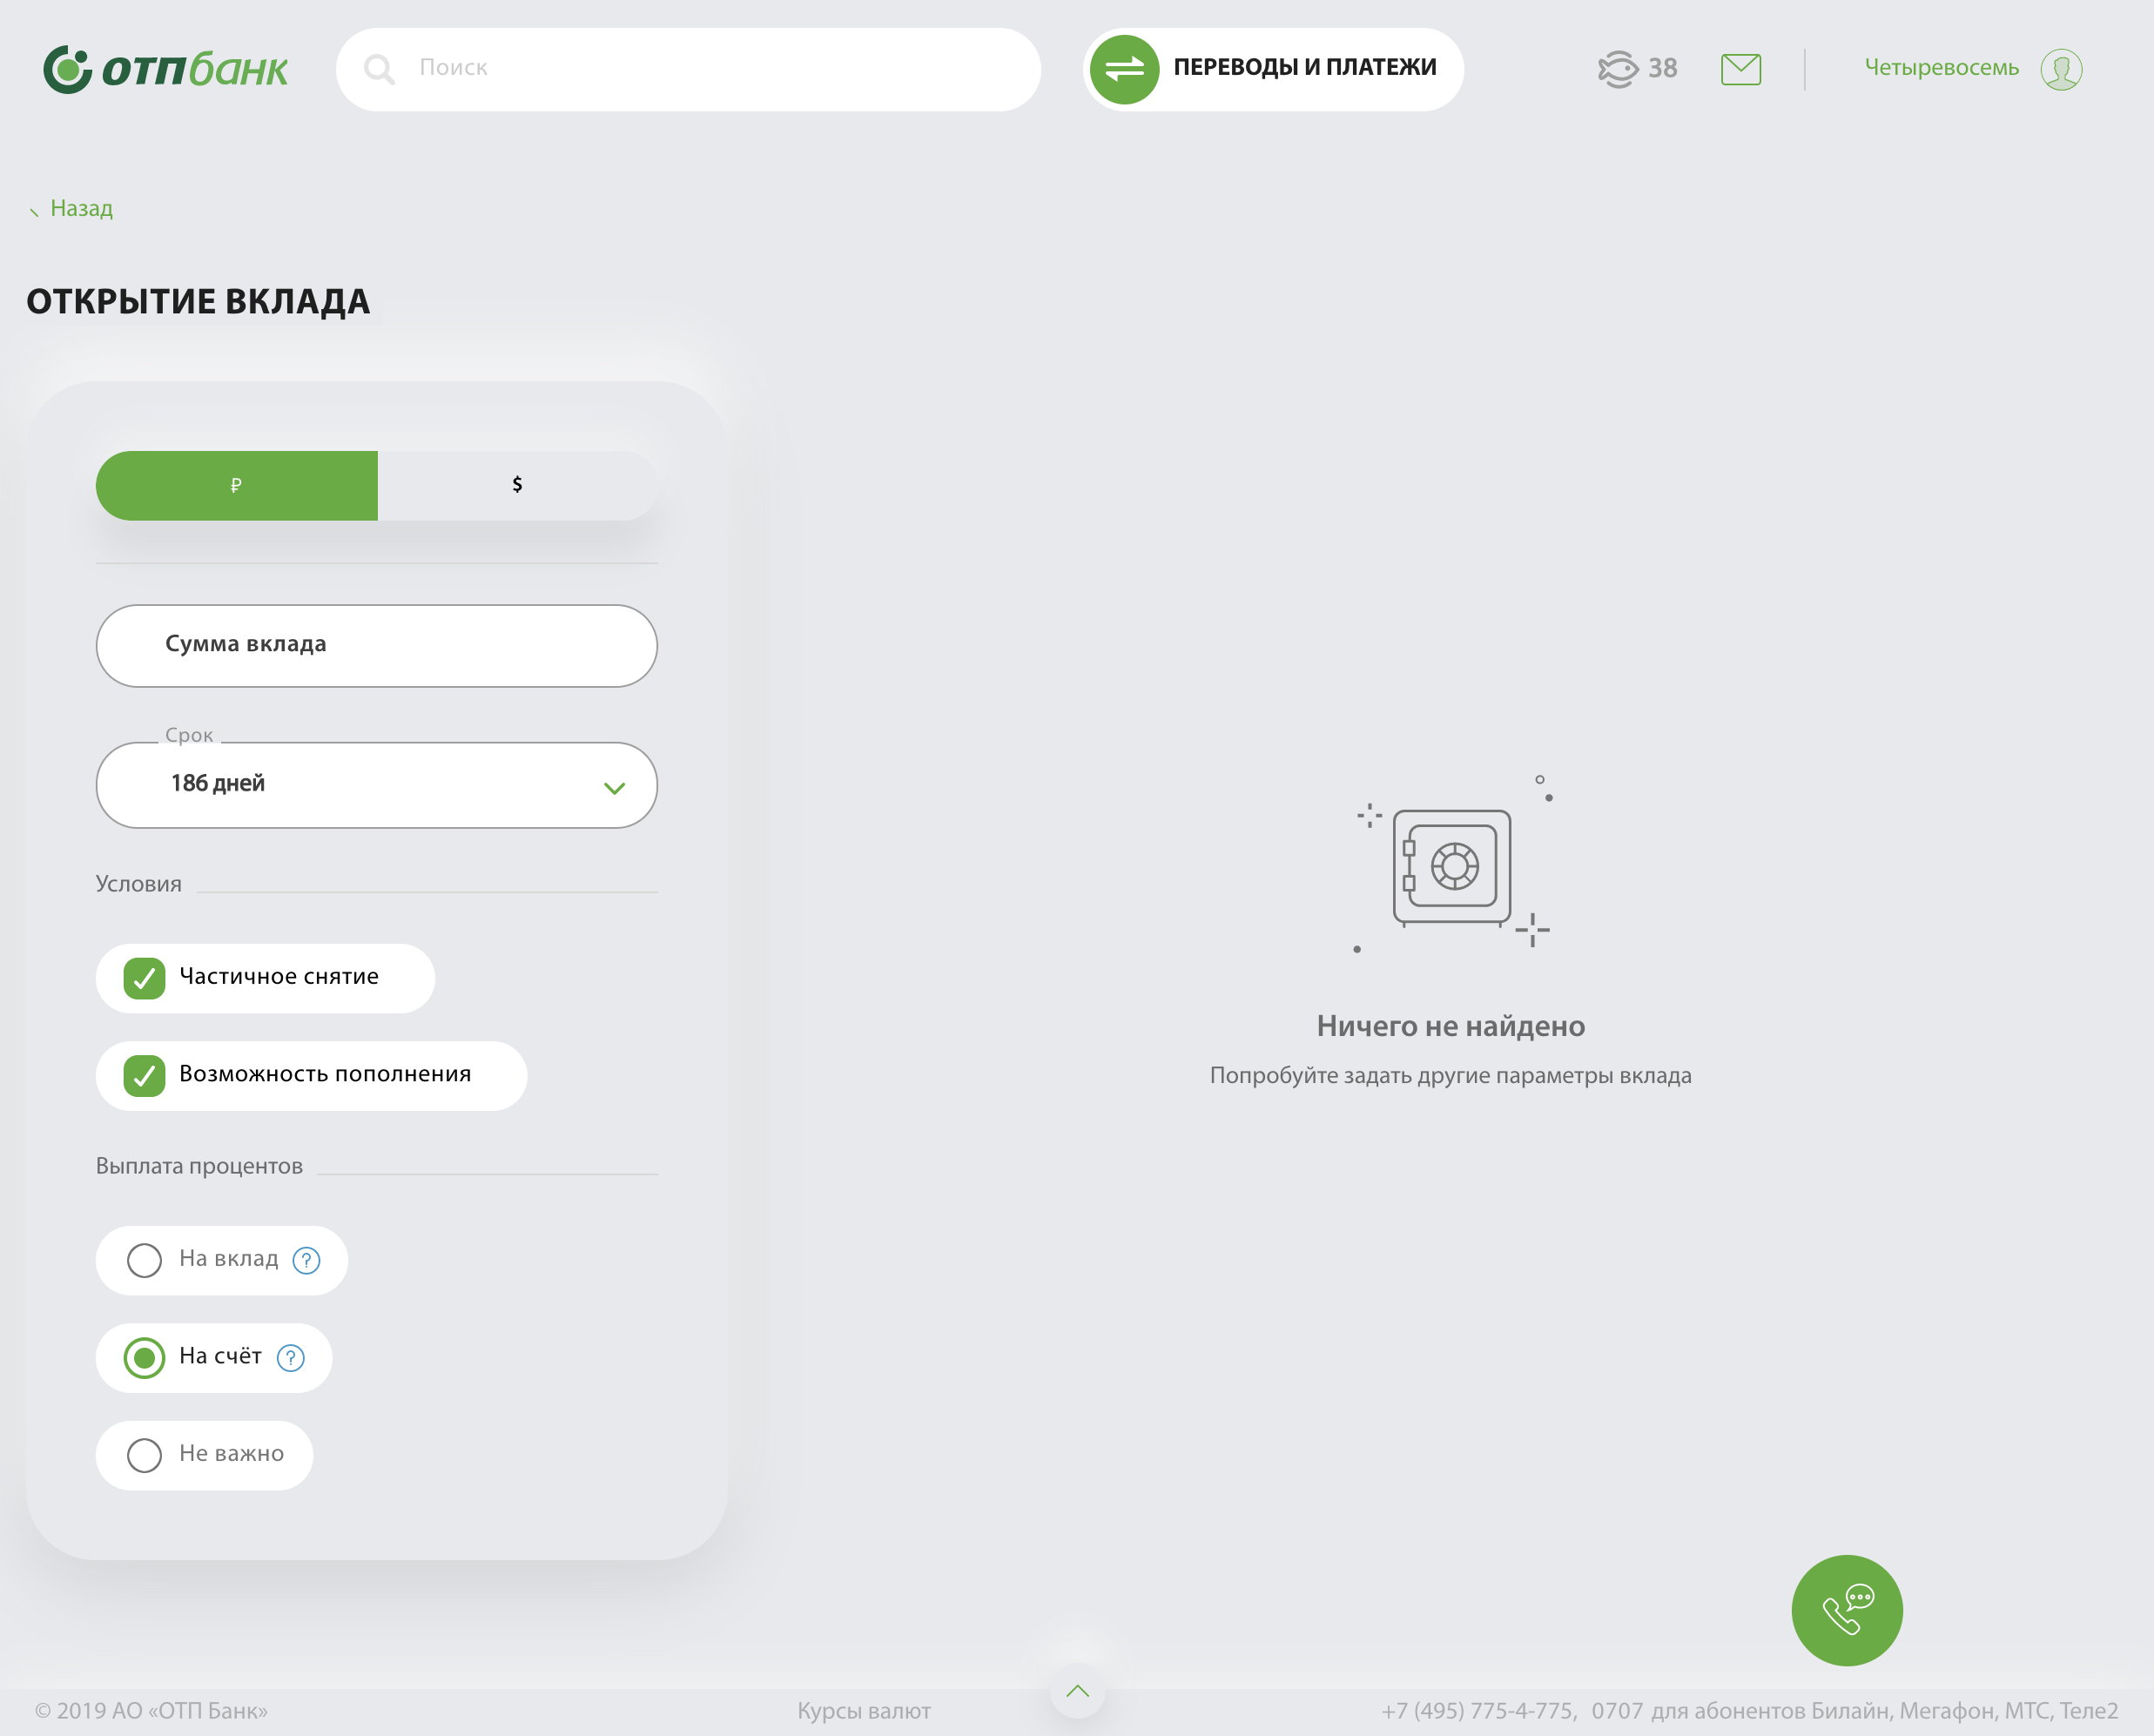 ОТПбанк
Поиск
ПЕРЕВОДЫ И ПЛАТЕЖИ
38
Четыревосемь
Назад
ОТКРЫТИЕ ВКЛАДА
₽
$
Сумма вклада
Срок
186 дней
Условия
Частичное снятие
Возможность пополнения
Выплата процентов
На вклад ?
На счёт ?
Не важно
Ничего не найдено
Попробуйте задать другие параметры вклада
© 2019 АО «ОТП Банк»
Курсы валют
+7 (495) 775-4-775, 0707 для абонентов Билайн, Мегафон, МТС, Теле2